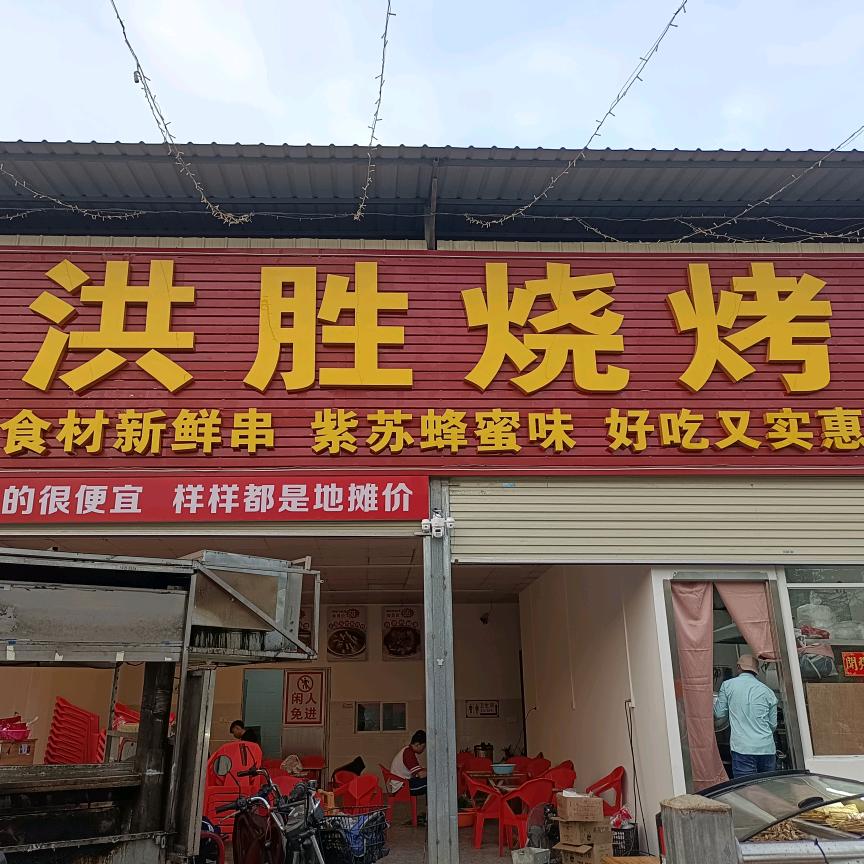 洪胜烧烤
食材新鲜串 紫苏蜂蜜味 好吃又实惠
的很便宜 样样都是地摊价
闲人
免进